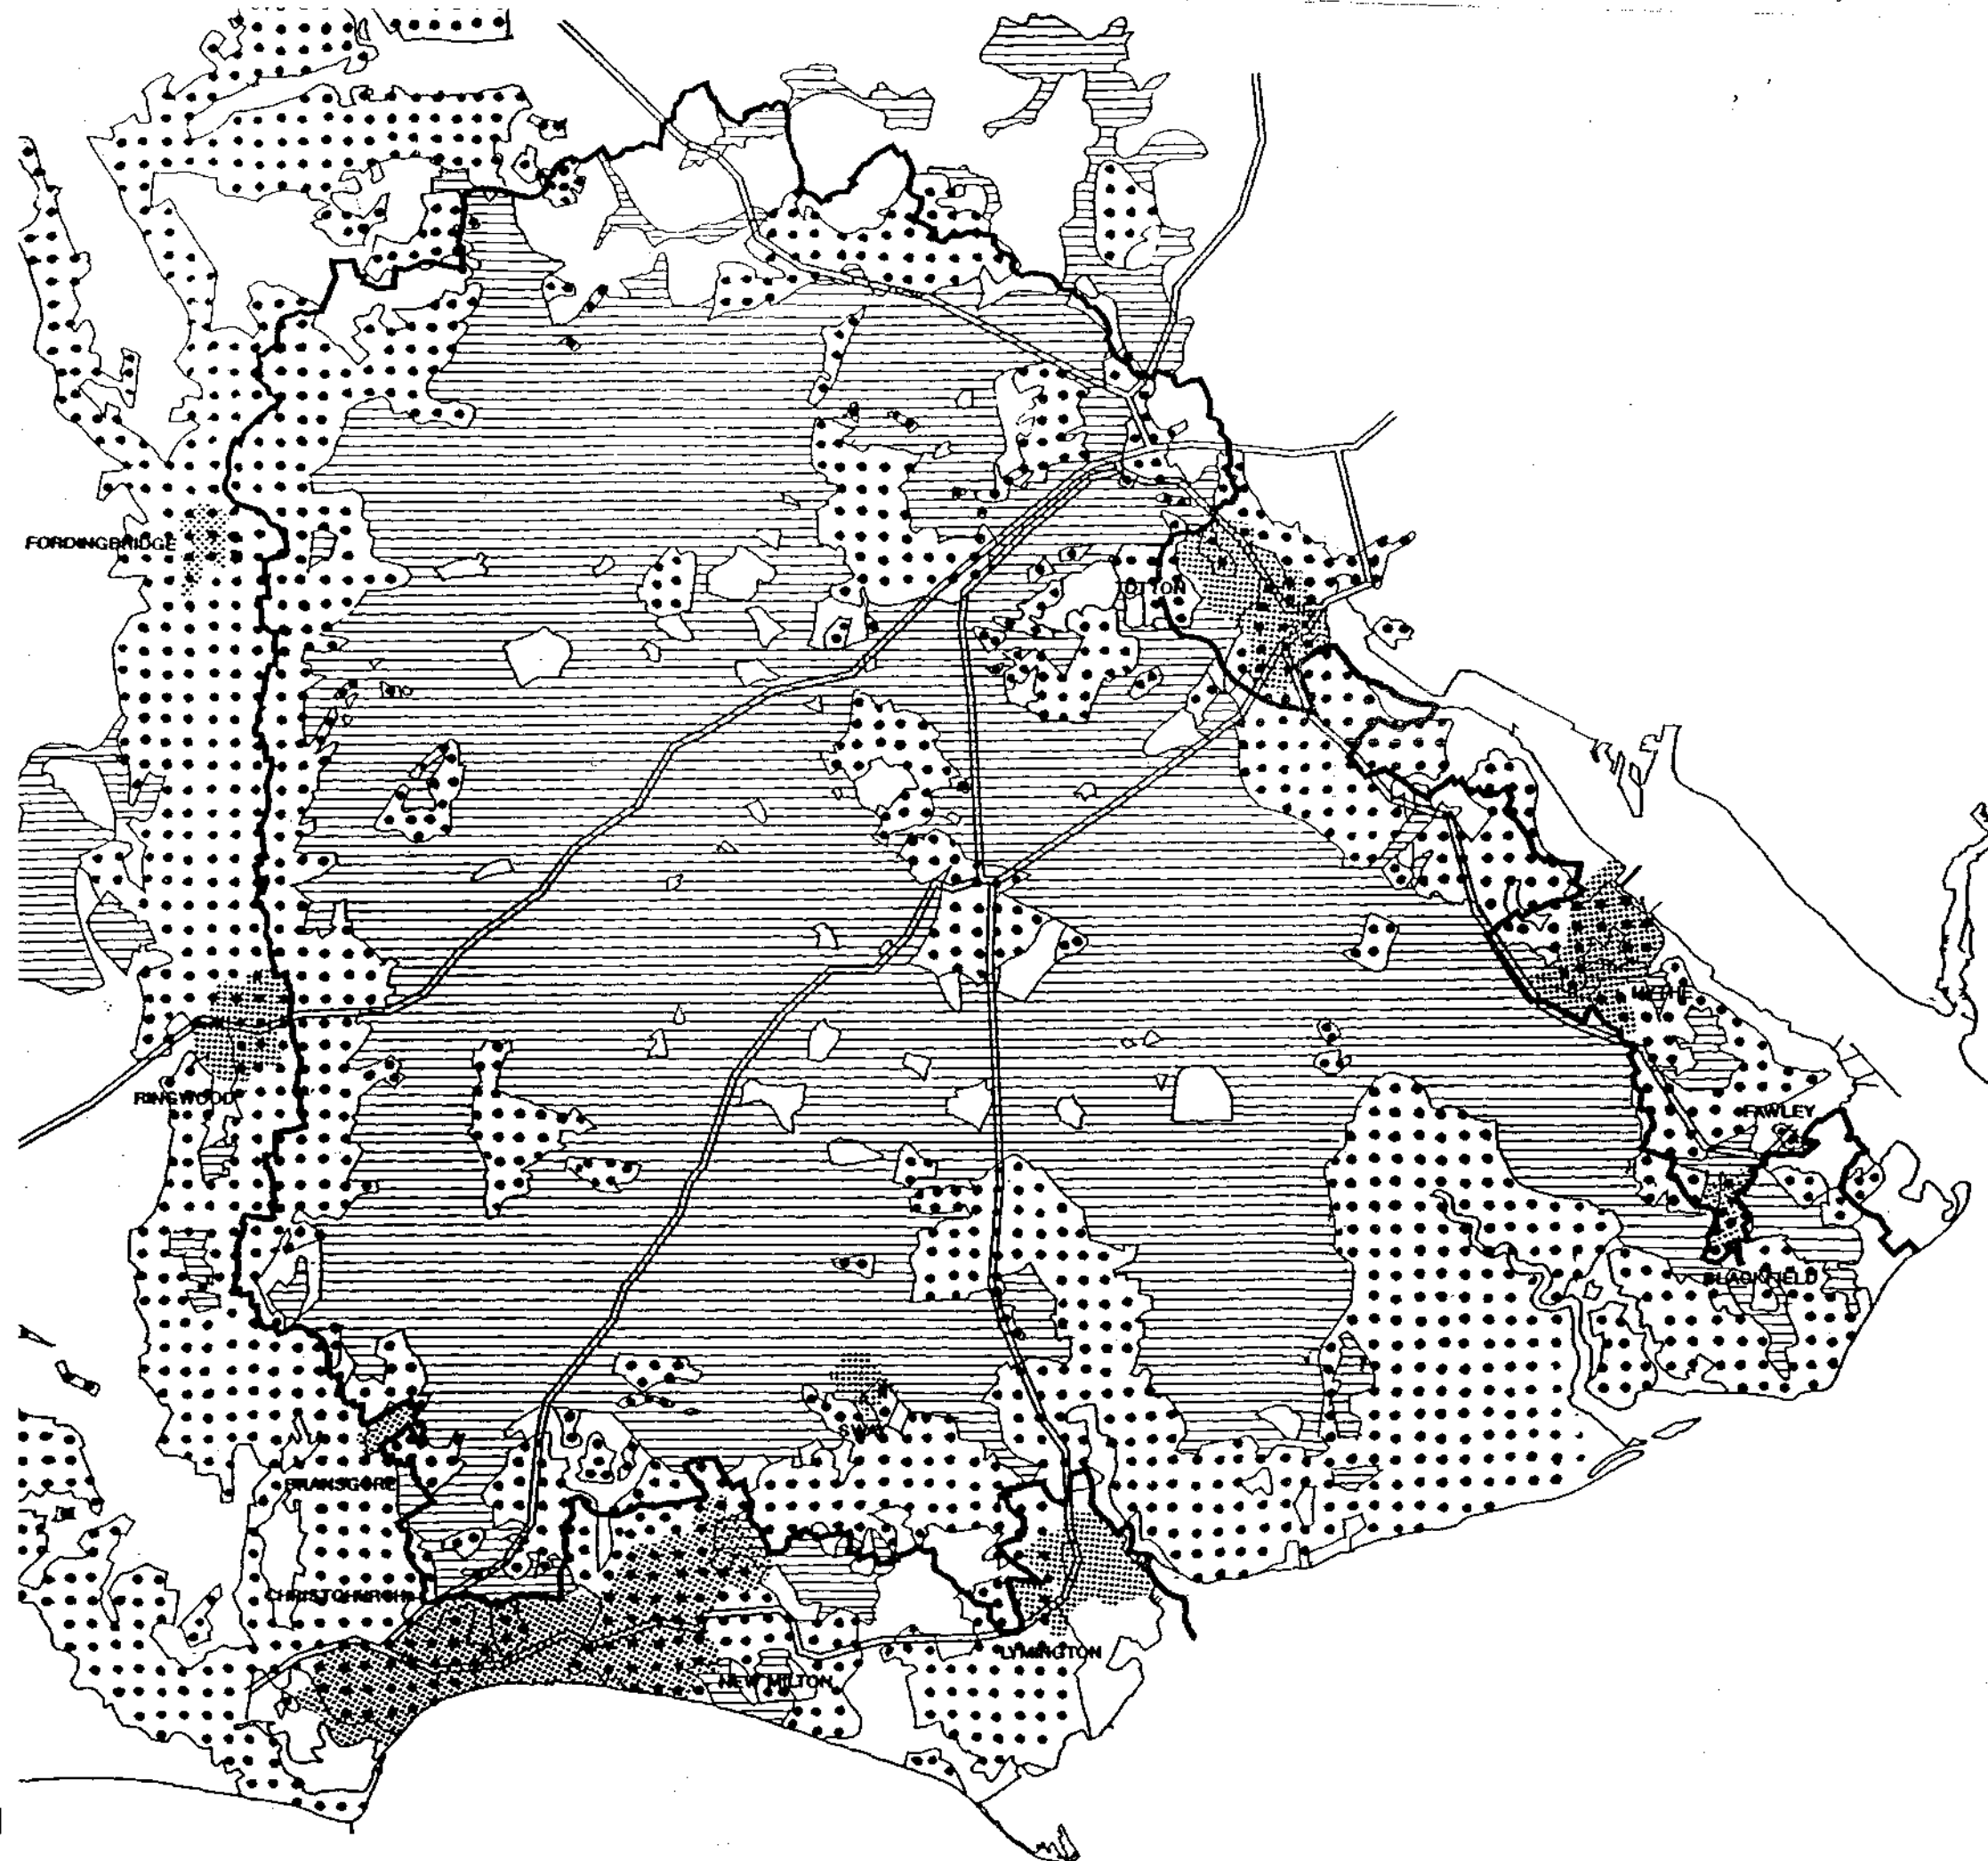 FORDINGBRIDGE
TOTTON
HYTHE
RINGWOOD
FAWLEY
BLACKFIELD
SWAY
BRANSGORE
CHRISTCHURCH
LYMINGTON
NEW MILTON